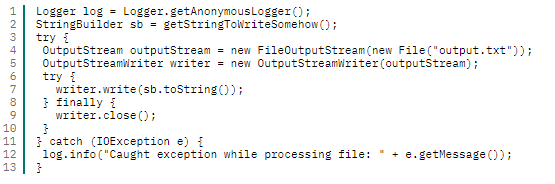 1 Logger log = Logger.getAnonymousLogger();
2 StringBuilder sb = getStringToWriteSomehow();
3 try {
4  OutputStream outputStream = new FileOutputStream(new File("output.txt"));
5  OutputStreamWriter writer = new OutputStreamWriter(outputStream);
6  try {
7   writer.write(sb.toString());
8  } finally {
9   writer.close();
10  }
11 } catch (IOException e) {
12  log.info("Caught exception while processing file: " + e.getMessage());
13 }